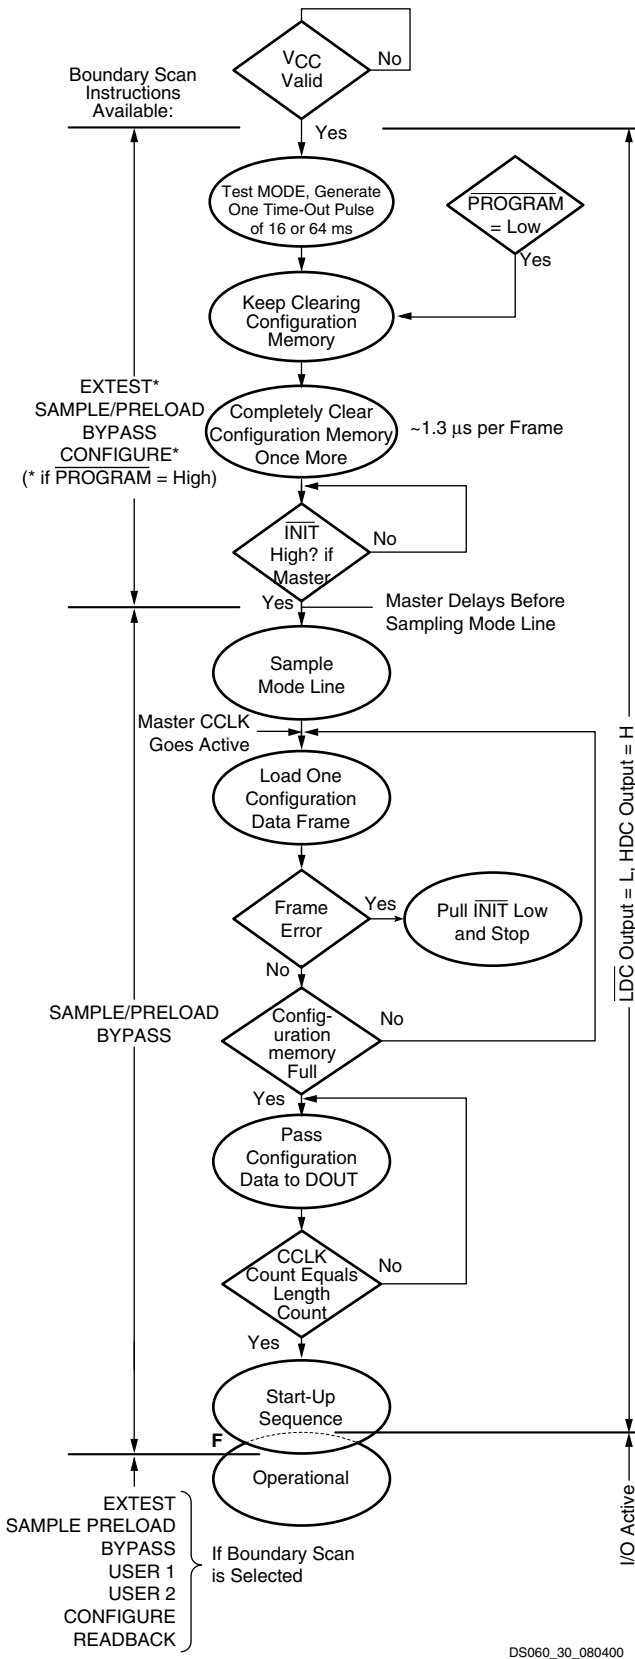 VCC
Valid
No
Boundary Scan
Instructions
Available:
Yes
Test MODE, Generate
One Time-Out Pulse
of 16 or 64 ms
PROGRAM
= Low
Yes
Keep Clearing
Configuration
Memory
EXTEST*
SAMPLE/PRELOAD
BYPASS
CONFIGURE*
(* if PROGRAM = High)
Completely Clear
Configuration Memory
Once More
~1.3 μs per Frame
INIT
High? if
Master
No
Yes
Master Delays Before
Sampling Mode Line
Sample
Mode Line
Master CCLK
Goes Active
Load One
Configuration
Data Frame
LDC Output = L, HDC Output = H
Frame
Error
Yes
Pull INIT Low
and Stop
No
SAMPLE/PRELOAD
BYPASS
Config-
uration
memory
Full
No
Yes
Pass
Configuration
Data to DOUT
CCLK
Count Equals
Length
Count
No
Yes
Start-Up
Sequence
F
Operational
I/O Active
EXTEST
SAMPLE PRELOAD
BYPASS
USER 1
USER 2
CONFIGURE
READBACK
If Boundary Scan
is Selected
DS060_30_080400